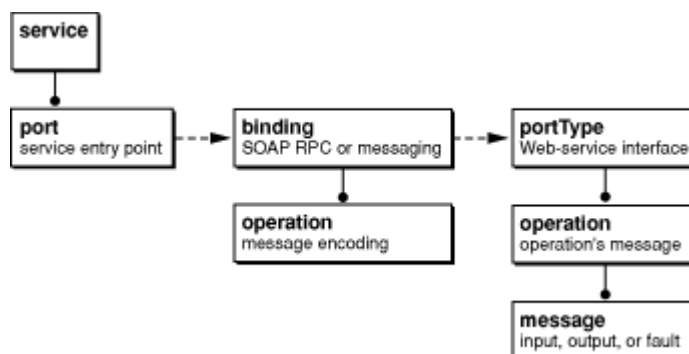 service
port
service entry point
binding
SOAP RPC or messaging
portType
Web-service interface
operation
message encoding
operation
operation's message
message
input, output, or fault